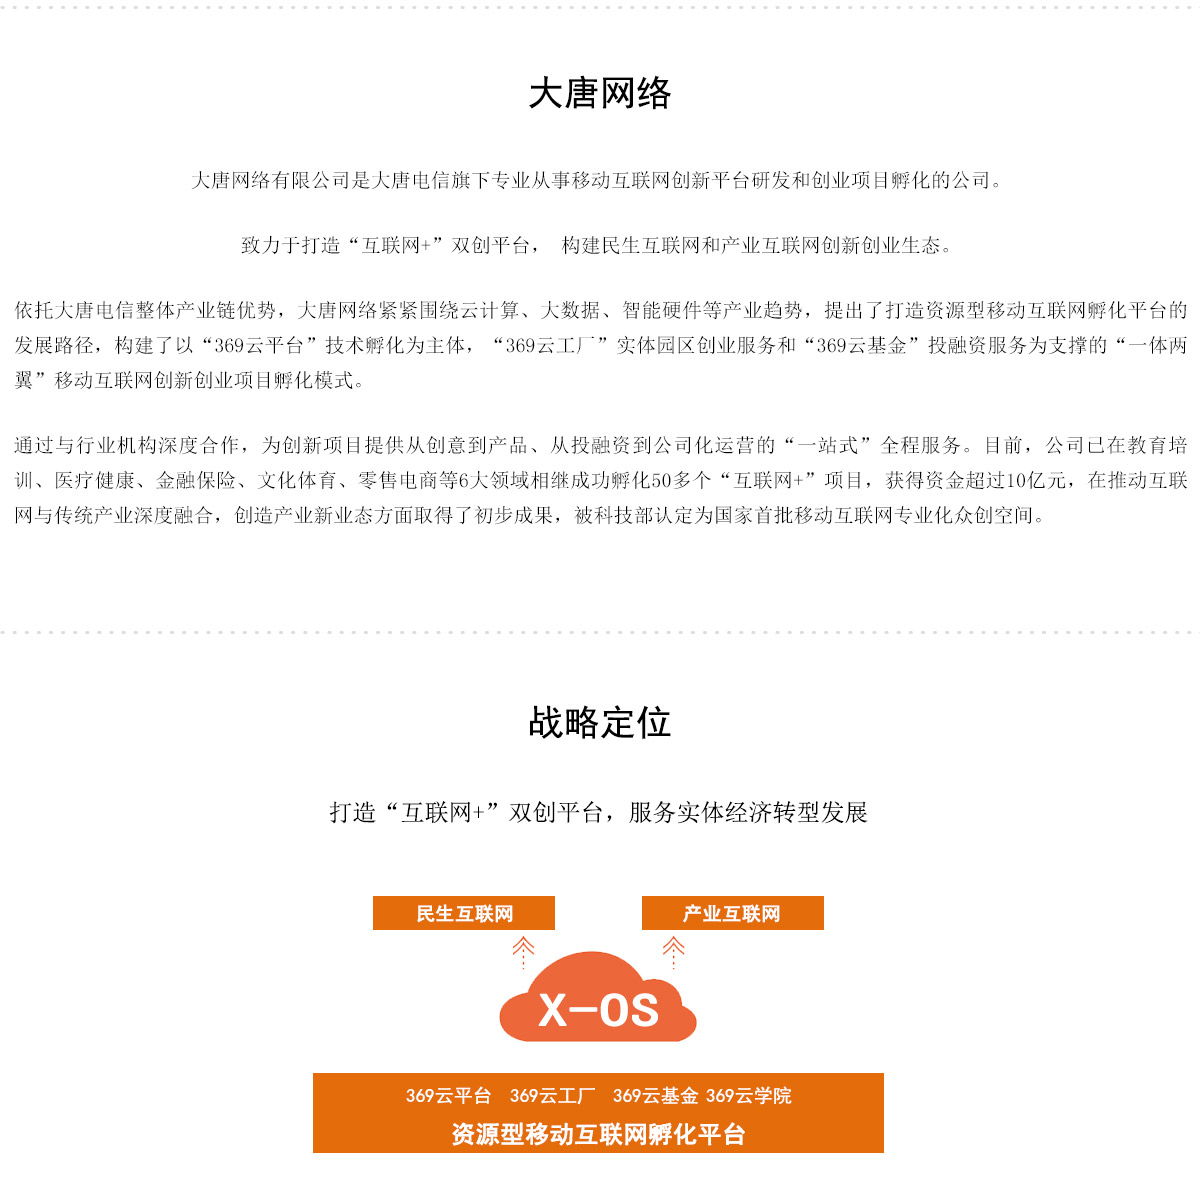 大唐网络
大唐网络有限公司是大唐电信旗下专业从事移动互联网创新平台研发和创业项目孵化的公司。
致力于打造“互联网+”双创平台， 构建民生互联网和产业互联网创新创业生态。
依托大唐电信整体产业链优势，大唐网络紧紧围绕云计算、大数据、智能硬件等产业趋势，提出了打造资源型移动互联网孵化平台的
发展路径，构建了以“369云平台”技术孵化为主体，“369云工厂”实体园区创业服务和“369云基金”投融资服务为支撑的“一体两
翼”移动互联网创新创业项目孵化模式。
通过与行业机构深度合作，为创新项目提供从创意到产品、从投融资到公司化运营的“一站式”全程服务。目前，公司已在教育培
训、医疗健康、金融保险、文化体育、零售电商等6大领域相继成功孵化50多个“互联网+”项目，获得资金超过10亿元，在推动互联
网与传统产业深度融合，创造产业新业态方面取得了初步成果，被科技部认定为国家首批移动互联网专业化众创空间。
战略定位
打造“互联网+”双创平台，服务实体经济转型发展
民生互联网 产业互联网
X-OS
369云平台 369云工厂 369云基金 369云学院
资源型移动互联网孵化平台